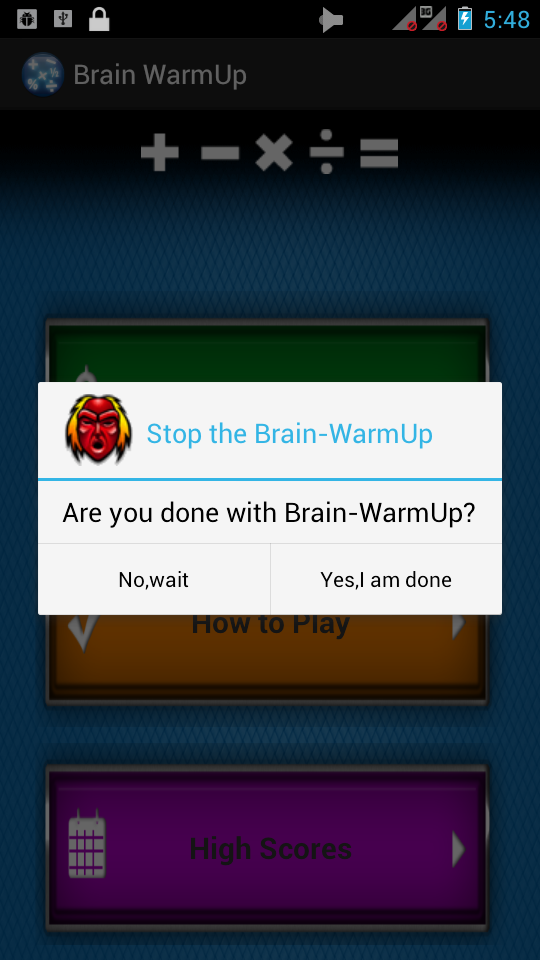 3G 5:48
Brain WarmUp
+ − × ÷ =
Stop the Brain-WarmUp
Are you done with Brain-WarmUp?
No,wait
Yes,I am done
How to Play
High Scores